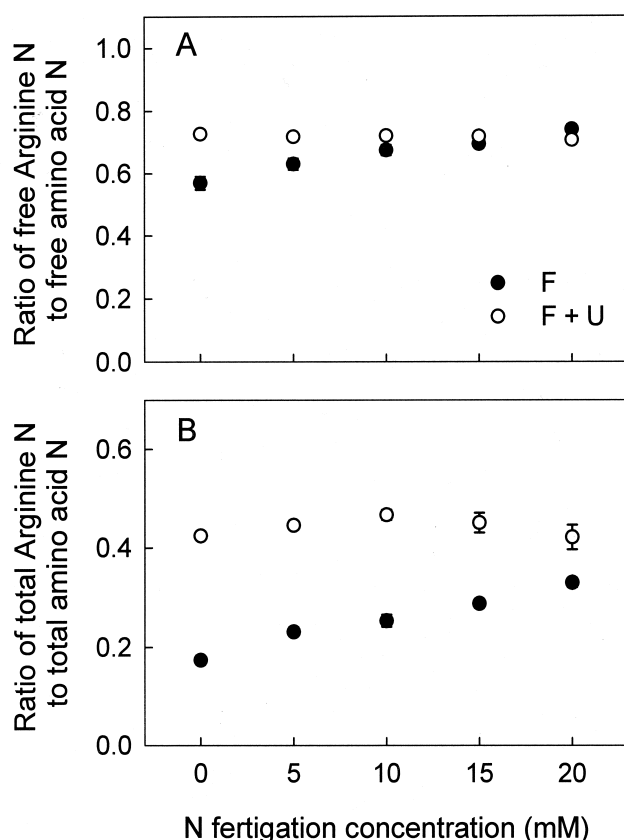 A
Ratio of free Arginine N
to free amino acid N
1.0
0.8
0.6
0.4
0.2
0.0
F
F + U
B
Ratio of total Arginine N
to total amino acid N
0.6
0.4
0.2
0.0
0 5 10 15 20
N fertigation concentration (mM)